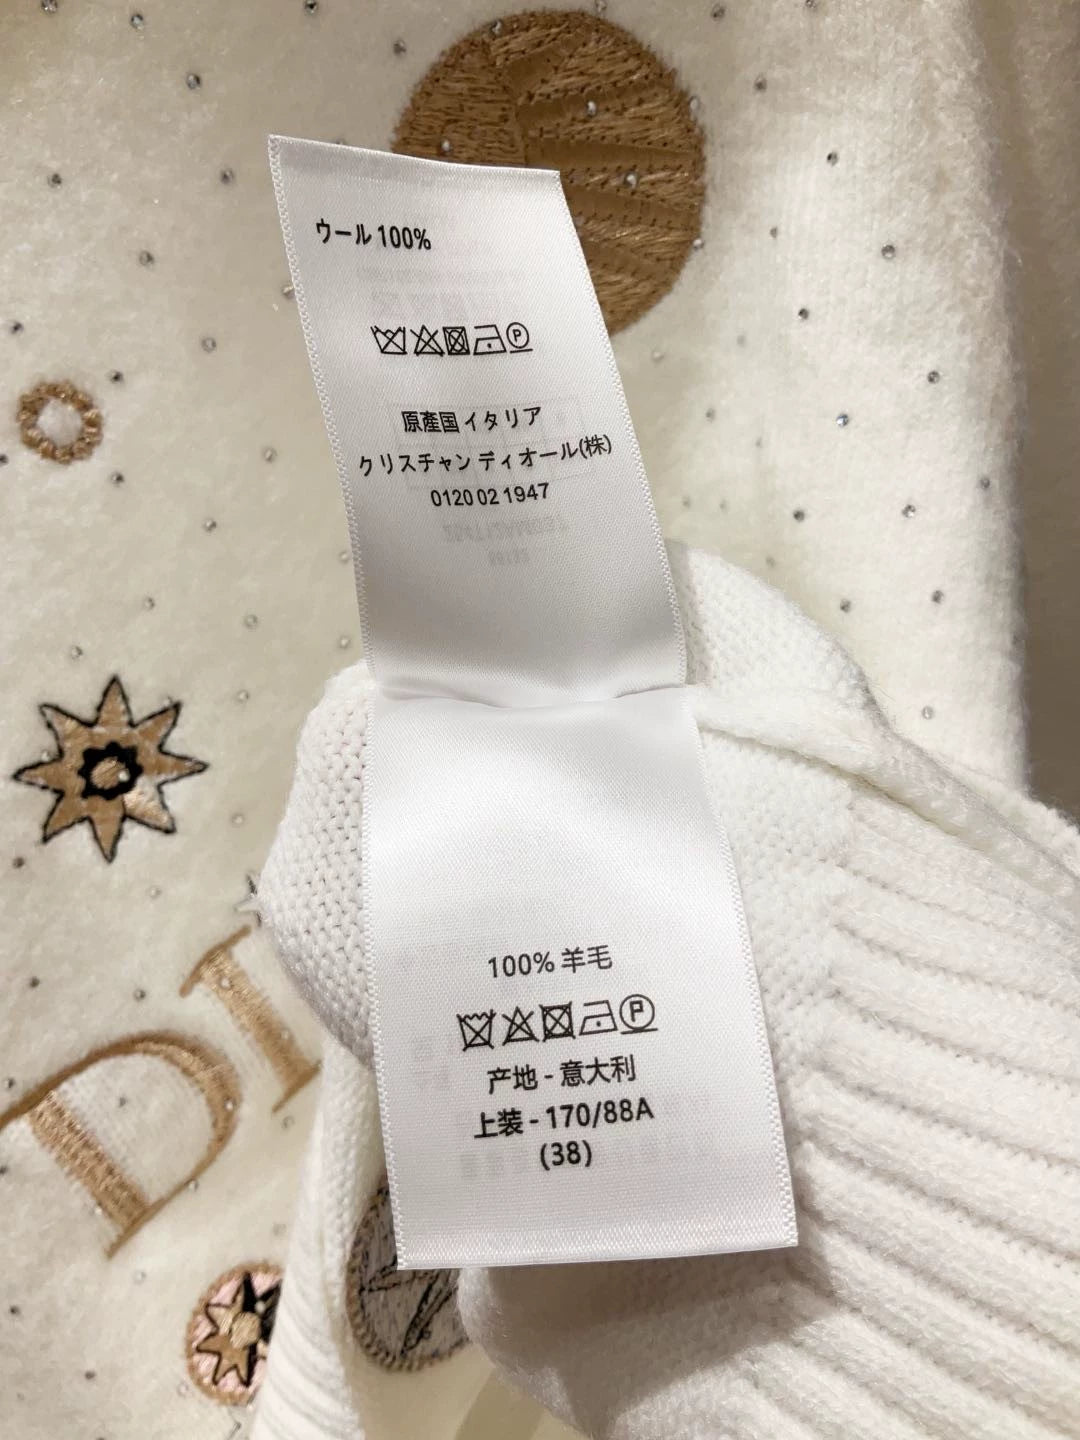 ウール 100%
P
原產国 イタリア
クリスチャン ディオール(株)
0120 02 1947
100% 羊毛
P
产地 - 意大利
上装 - 170/88A
(38)
DI